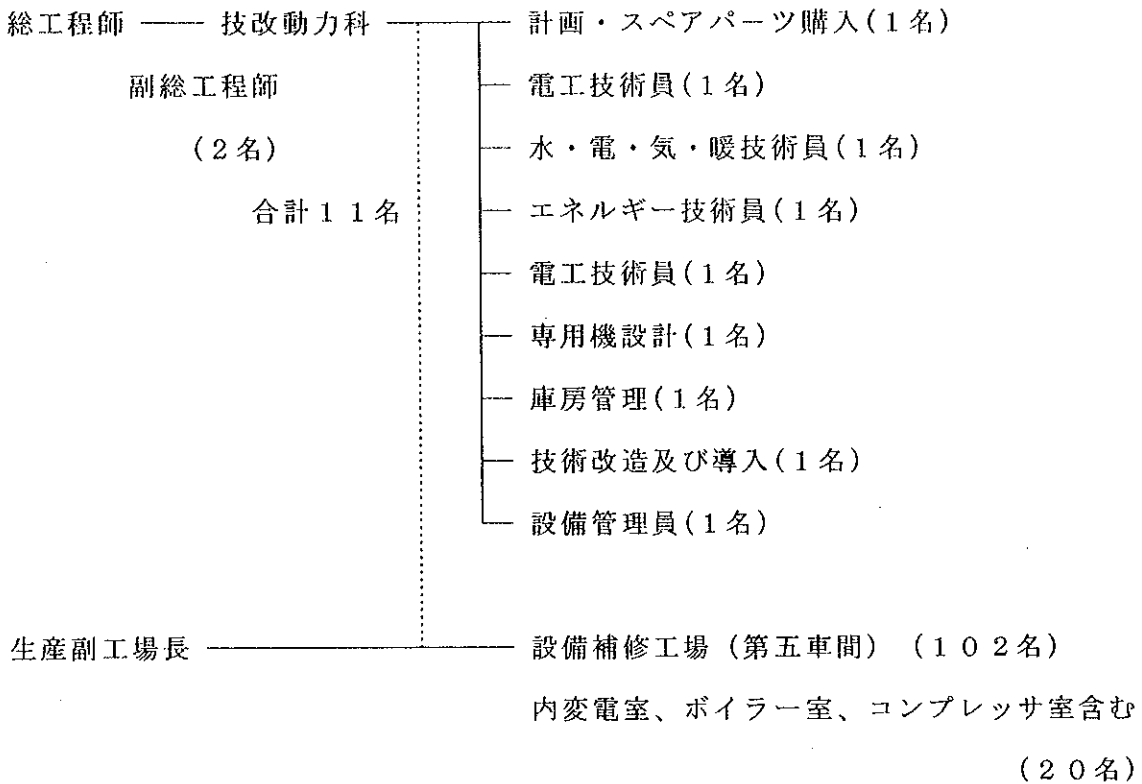 総工程師 技改動力科 計画・スペアパーツ購入(1名)
副総工程師 電工技術員(1名)
(2名) 水・電・気・暖技術員(1名)
合計11名 エネルギー技術員(1名)
電工技術員(1名)
専用機設計(1名)
庫房管理(1名)
技術改造及び導入(1名)
設備管理員(1名)
生産副工場長 設備補修工場(第五車間)(102名)
内変電室、ボイラー室、コンプレッサ室含む
(20名)